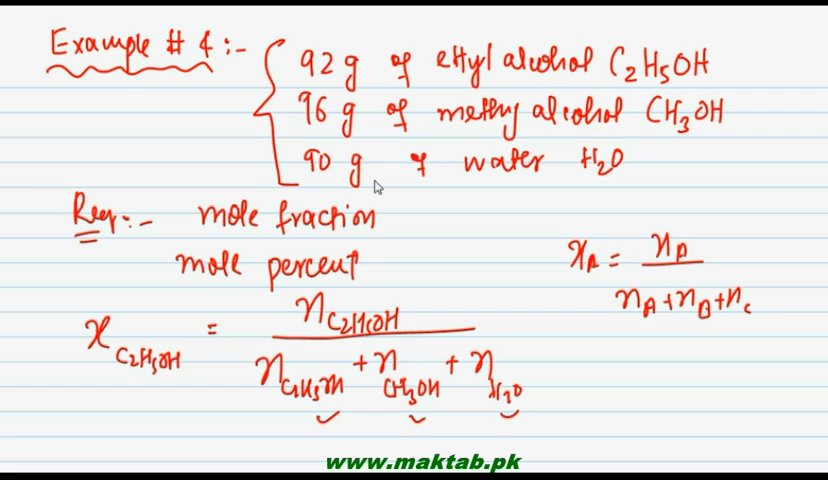 Example # 4 :-
92 g of ethyl alcohol C2H5OH
96 g of methy alcohol CH3OH
90 g of water H2O
Req:- mole fraction
mole percent
xA = nA / nA + nB + nC
xC2H5OH = nC2H5OH / nC2H5OH + nCH3OH + nH2O
www.maktab.pk